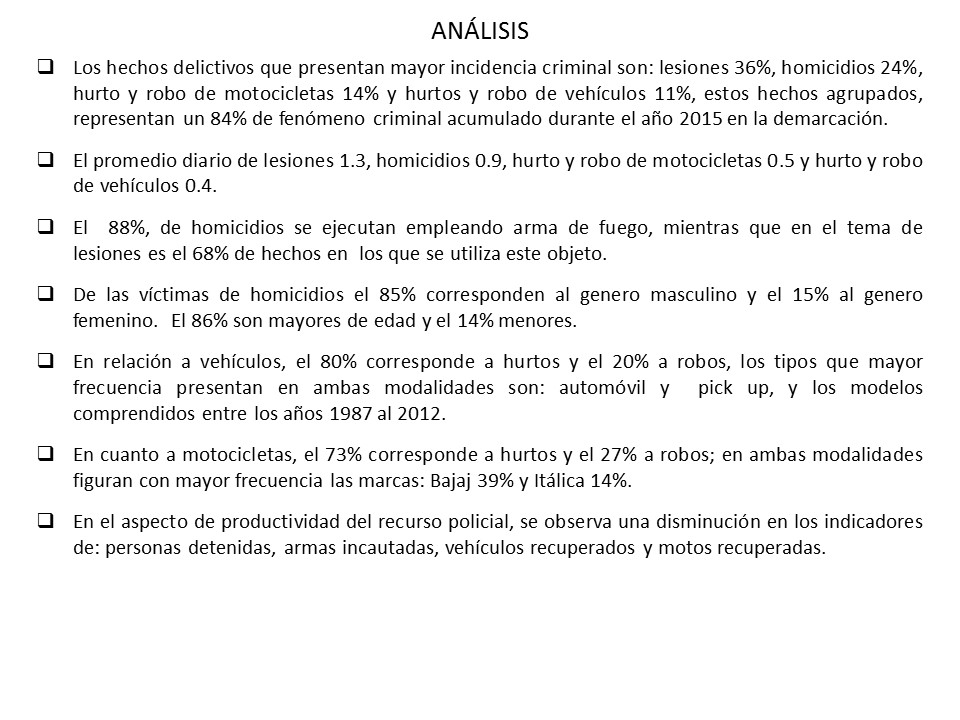 ANÁLISIS
❑ Los hechos delictivos que presentan mayor incidencia criminal son: lesiones 36%, homicidios 24%,
hurto y robo de motocicletas 14% y hurtos y robo de vehículos 11%, estos hechos agrupados,
representan un 84% de fenómeno criminal acumulado durante el año 2015 en la demarcación.
❑ El promedio diario de lesiones 1.3, homicidios 0.9, hurto y robo de motocicletas 0.5 y hurto y robo
de vehículos 0.4.
❑ El 88%, de homicidios se ejecutan empleando arma de fuego, mientras que en el tema de
lesiones es el 68% de hechos en los que se utiliza este objeto.
❑ De las víctimas de homicidios el 85% corresponden al genero masculino y el 15% al genero
femenino. El 86% son mayores de edad y el 14% menores.
❑ En relación a vehículos, el 80% corresponde a hurtos y el 20% a robos, los tipos que mayor
frecuencia presentan en ambas modalidades son: automóvil y pick up, y los modelos
comprendidos entre los años 1987 al 2012.
❑ En cuanto a motocicletas, el 73% corresponde a hurtos y el 27% a robos; en ambas modalidades
figuran con mayor frecuencia las marcas: Bajaj 39% y Itálica 14%.
❑ En el aspecto de productividad del recurso policial, se observa una disminución en los indicadores
de: personas detenidas, armas incautadas, vehículos recuperados y motos recuperadas.